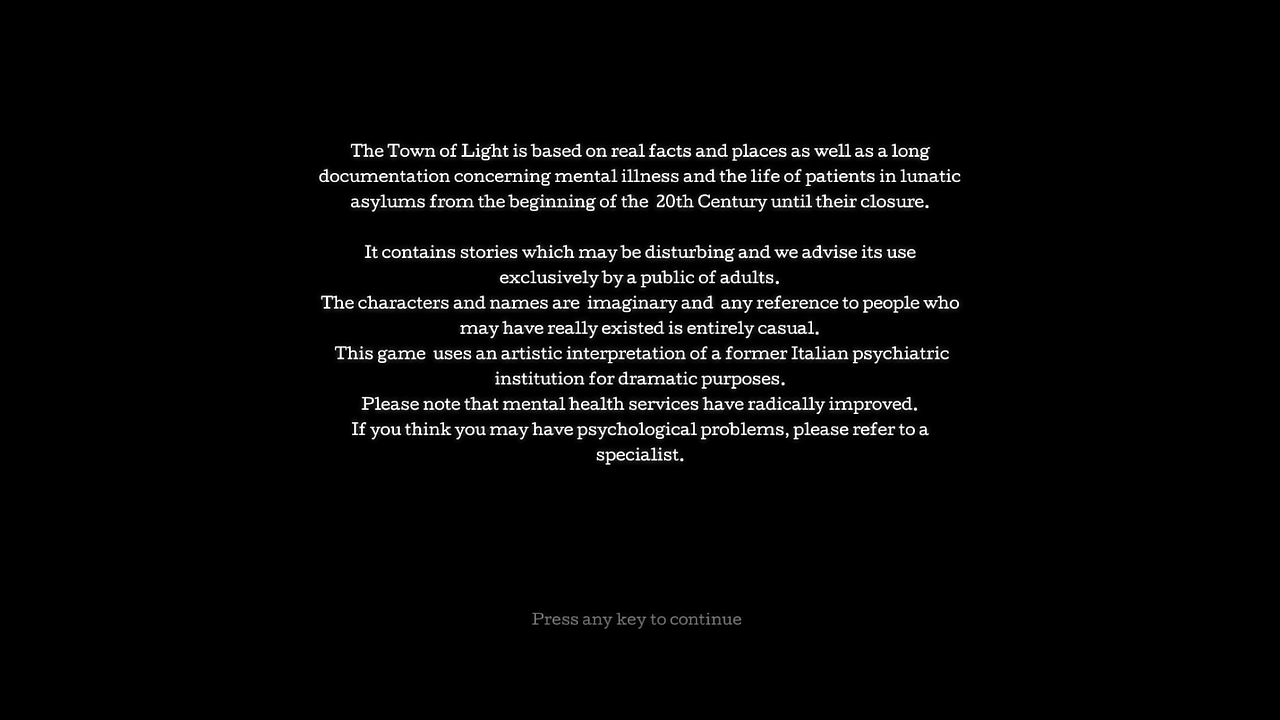 The Town of Light is based on real facts and places as well as a long
documentation concerning mental illness and the life of patients in lunatic
asylums from the beginning of the  20th Century until their closure.
It contains stories which may be disturbing and we advise its use
exclusively by a public of adults.
The characters and names are  imaginary and  any reference to people who
may have really existed is entirely casual.
This game  uses an artistic interpretation of a former Italian psychiatric
institution for dramatic purposes.
Please note that mental health services have radically improved.
If you think you may have psychological problems, please refer to a
specialist.
Press any key to continue